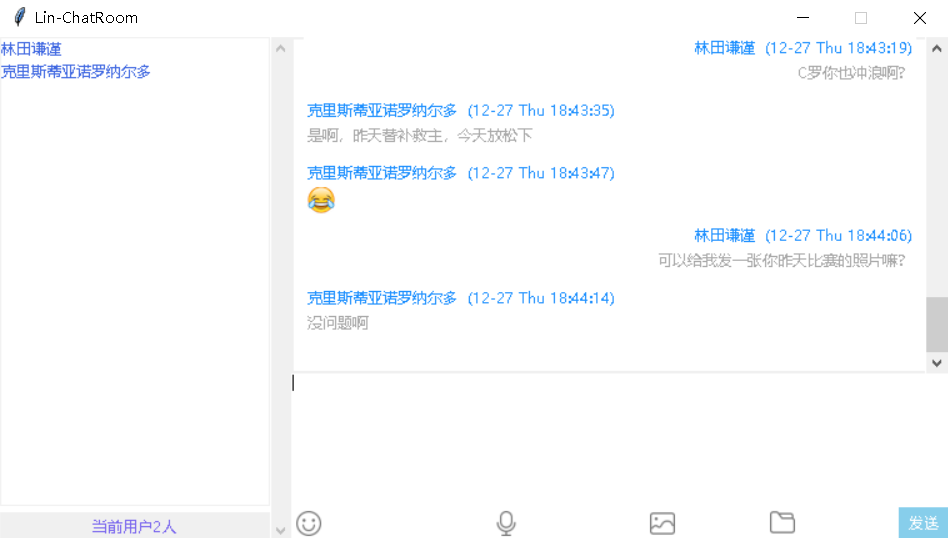 Lin-ChatRoom
林田谦谨
克里斯蒂亚诺罗纳尔多
当前用户2人
林田谦谨 (12-27 Thu 18:43:19)
C罗你也冲浪啊?
克里斯蒂亚诺罗纳尔多 (12-27 Thu 18:43:35)
是啊，昨天替补救主，今天放松下
克里斯蒂亚诺罗纳尔多 (12-27 Thu 18:43:47)
林田谦谨 (12-27 Thu 18:44:06)
可以给我发一张你昨天比赛的照片嘛?
克里斯蒂亚诺罗纳尔多 (12-27 Thu 18:44:14)
没问题啊
发送